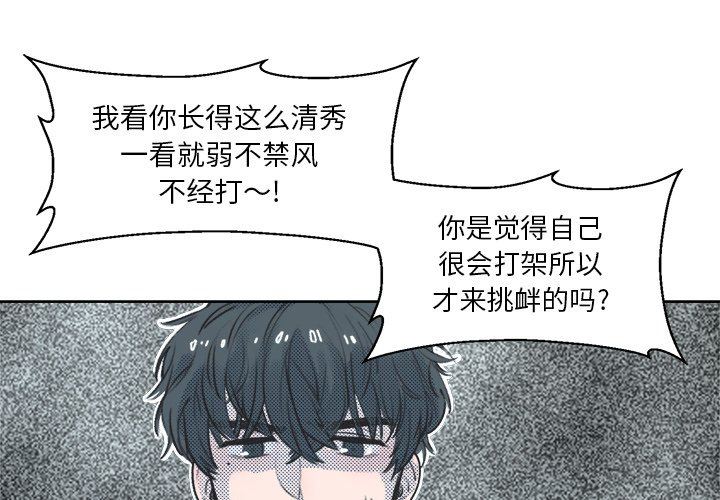 我看你长得这么清秀
一看就弱不禁风
不经打～!
你是觉得自己
很会打架所以
才来挑衅的吗?